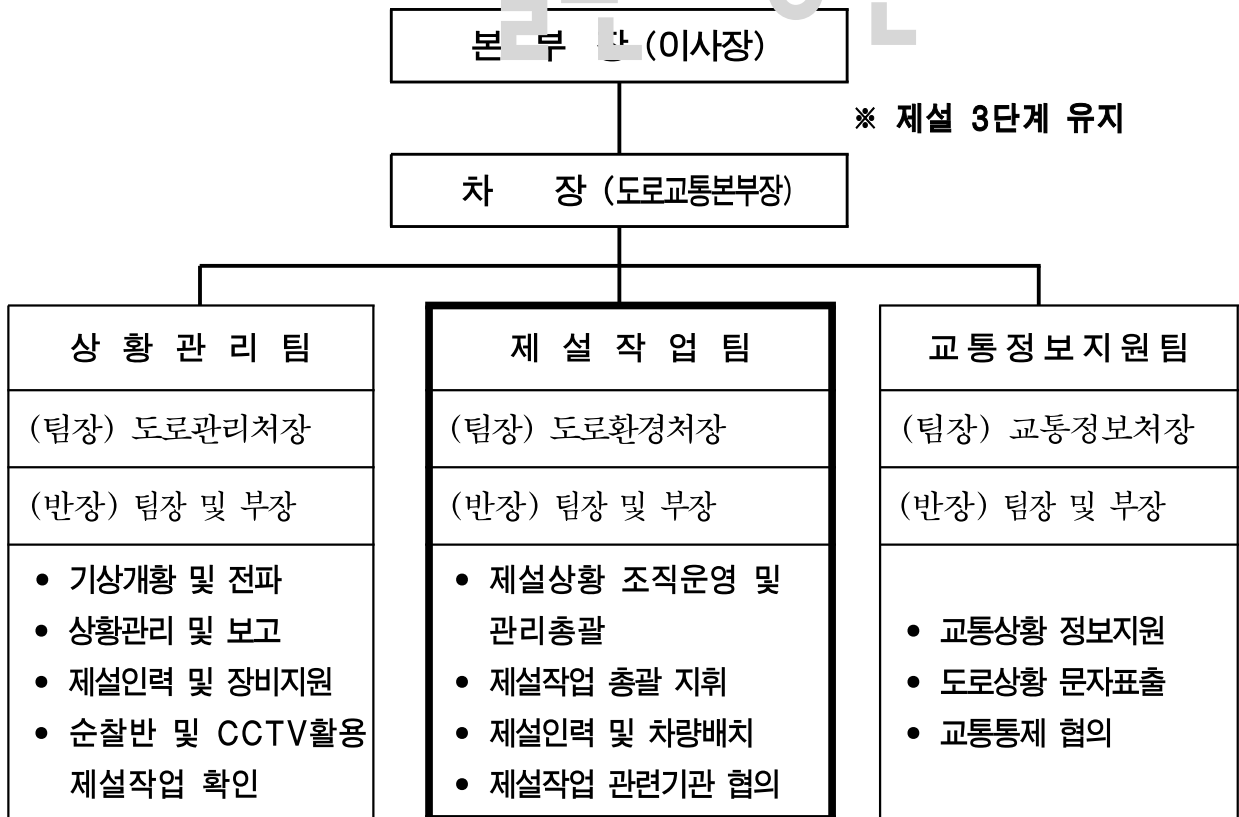 본 부 장 (이사장)
※ 제설 3단계 유지
차 장 (도로교통본부장)
상 황 관 리 팀
(팀장) 도로관리처장
(반장) 팀장 및 부장
• 기상개황 및 전파
• 상황관리 및 보고
• 제설인력 및 장비지원
• 순찰반 및 CCTV활용
제설작업 확인
제 설 작 업 팀
(팀장) 도로환경처장
(반장) 팀장 및 부장
• 제설상황 조직운영 및
관리총괄
• 제설작업 총괄 지휘
• 제설인력 및 차량배치
• 제설작업 관련기관 협의
교통정보지원팀
(팀장) 교통정보처장
(반장) 팀장 및 부장
• 교통상황 정보지원
• 도로상황 문자표출
• 교통통제 협의